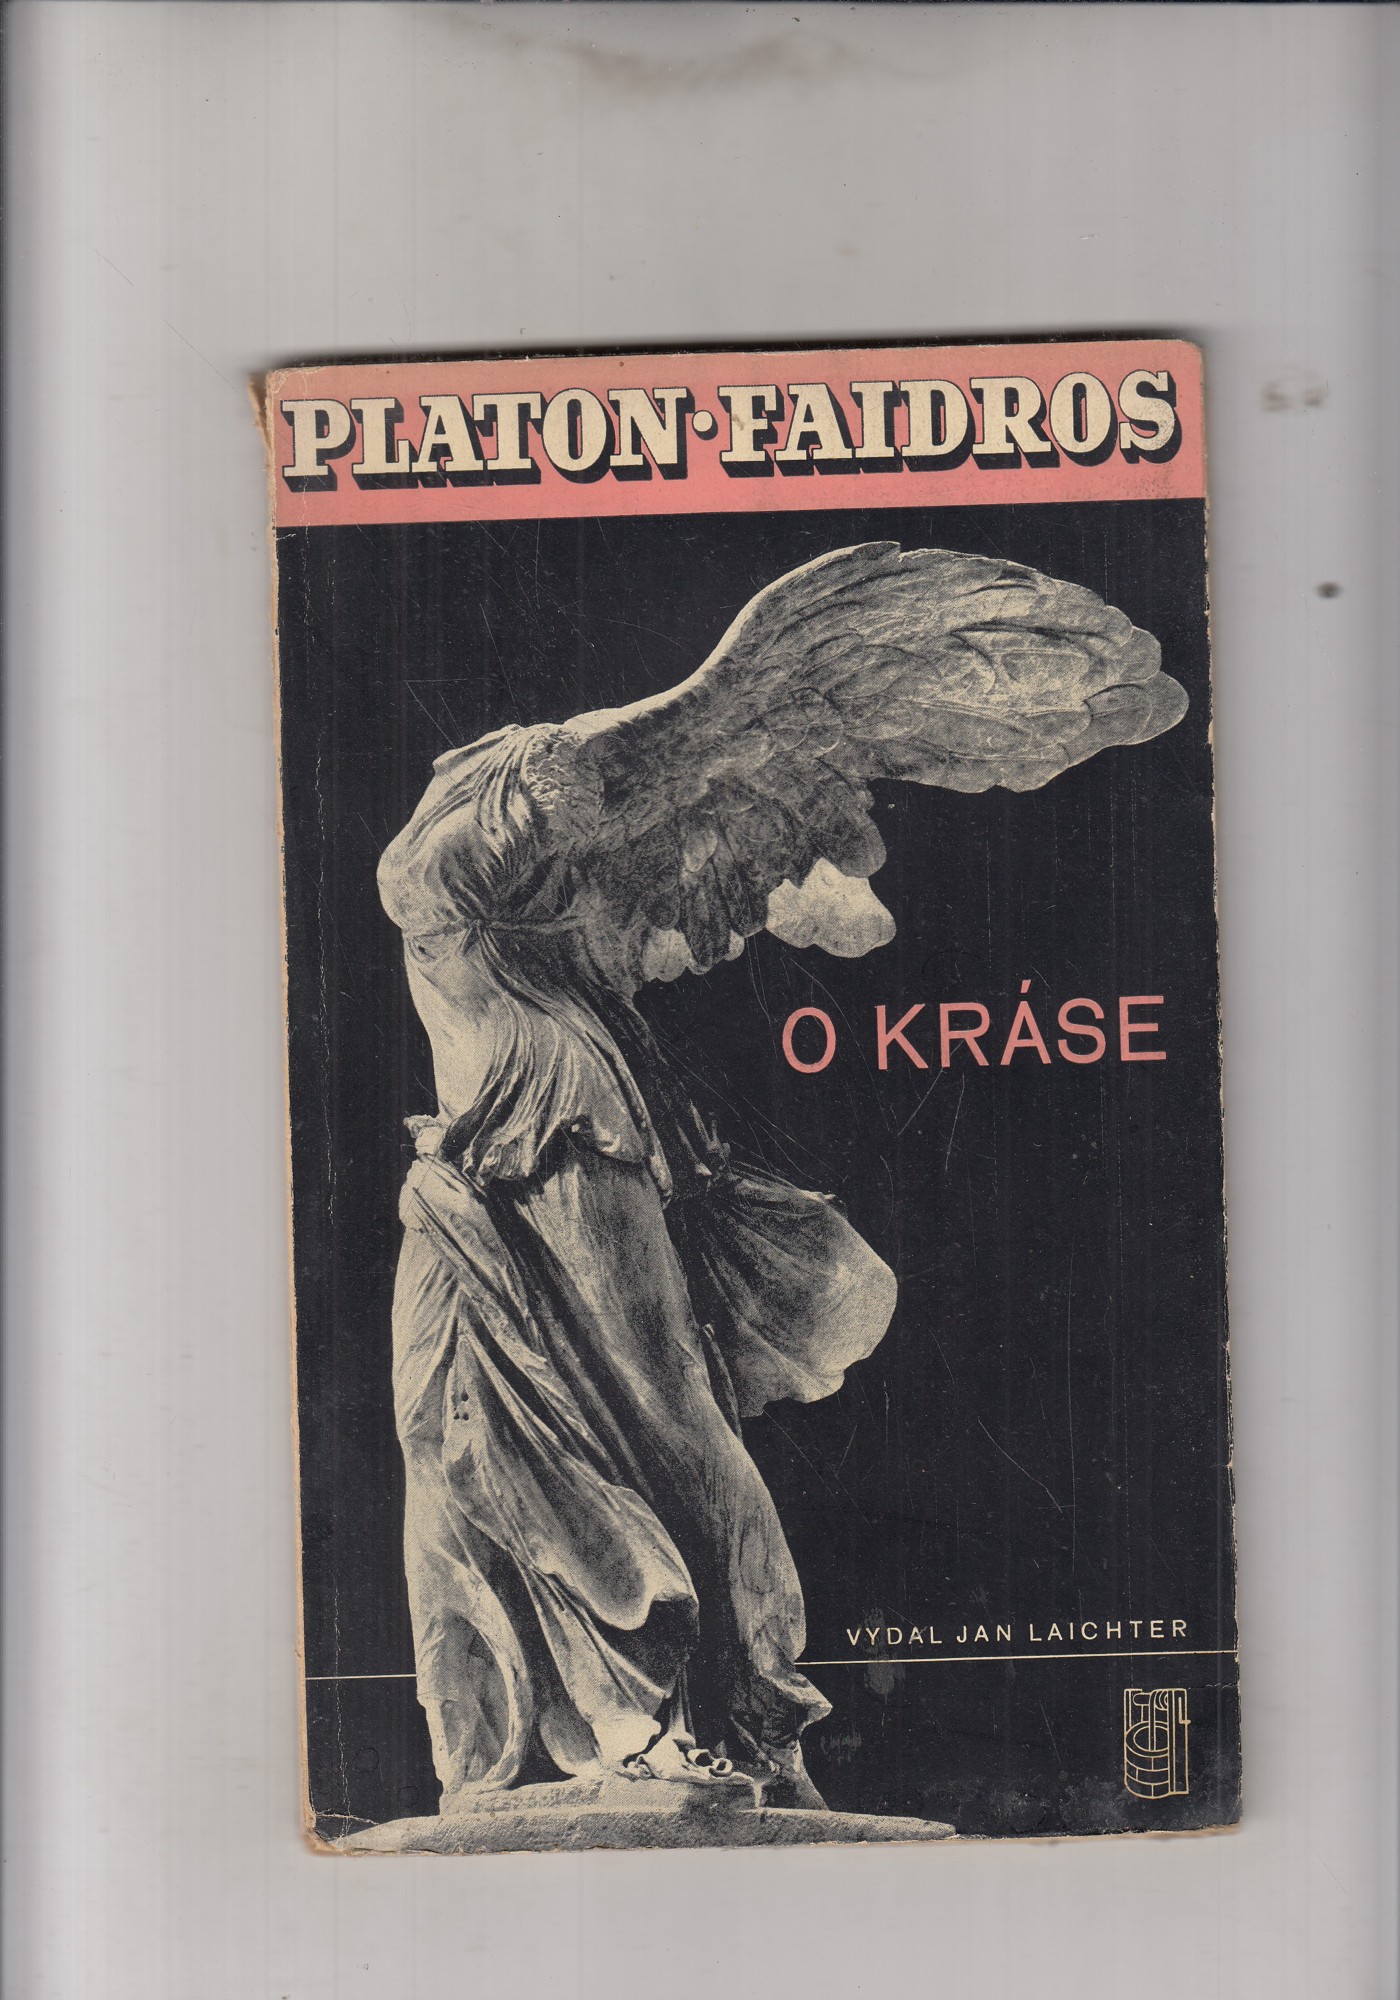 PLATON·FAIDROS
O KRÁSE
VYDAL JAN LAICHTER